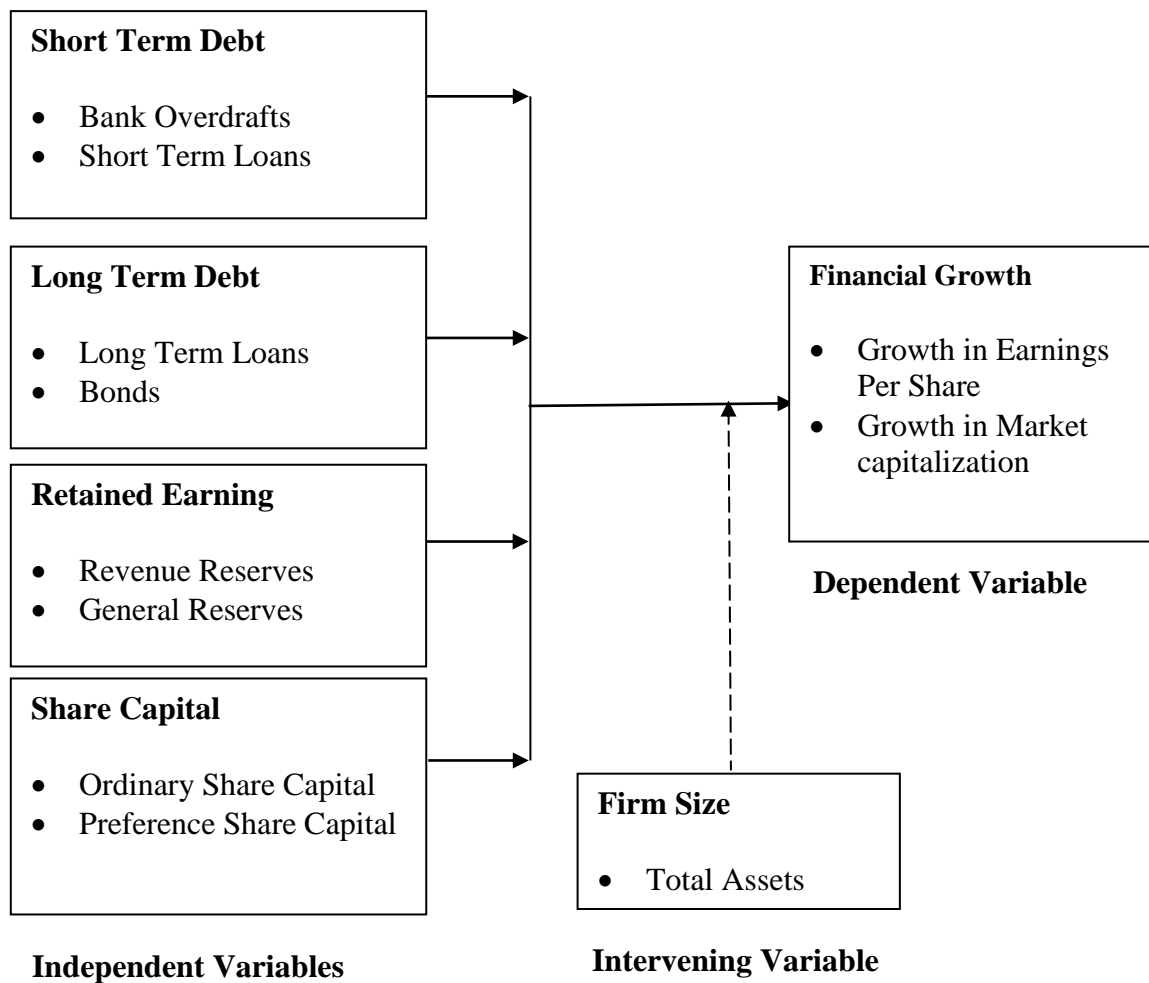 Short Term Debt
• Bank Overdrafts
• Short Term Loans
Long Term Debt
• Long Term Loans
• Bonds
Retained Earning
• Revenue Reserves
• General Reserves
Share Capital
• Ordinary Share Capital
• Preference Share Capital
Independent Variables
Financial Growth
• Growth in Earnings
Per Share
• Growth in Market
capitalization
Dependent Variable
Firm Size
• Total Assets
Intervening Variable